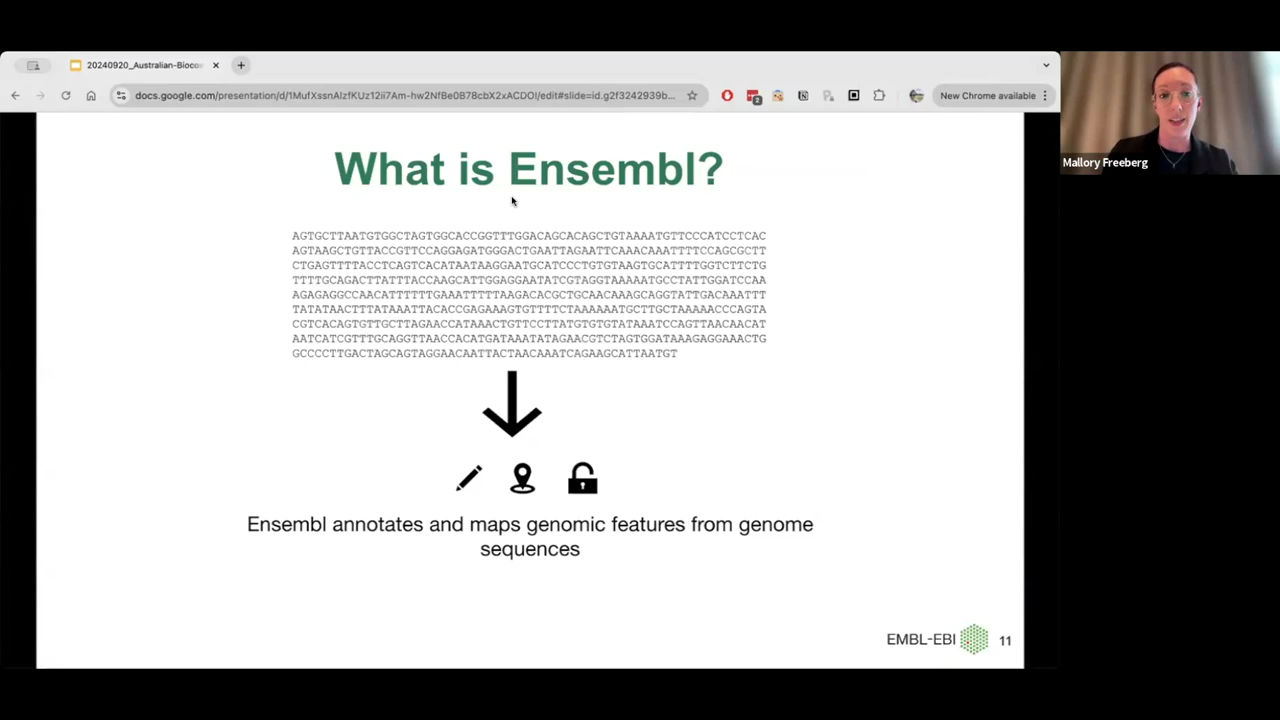 20240920_Australian-Bioco
docs.google.com/presentation/d/1MufXssnAlzfKUz12ii7Am-hw2NfBe0B78cbX2xACDOI/edit#slide=id.g2f3242939b...
2
New Chrome available
Mallory Freeberg
What is Ensembl?
AGTGCTTAATGTGGCTAGTGGCACCGGTTTGGACAGCACAGCTGTAAAATGTTCCCATCCTCAC
AGTAAGCTGTTACCGTTCCAGGAGATGGGACTGAATTAGAATTCAAACAAATTTTCCAGCGCTT
CTGAGTTTTACCTCAGTCACATAATAAGGAATGCATCCCTGTGTAAGTGCATTTTGGTCTTCTG
TTTTGCAGACTTATTTACCAAGCATTGGAGGAATATCGTAGGTAAAAATGCCTATTGGATCCAA
AGAGAGGCCAACATTTTTTGAAATTTTTAAGACACGCTGCAACAAAGCAGGTATTGACAAATTT
TATATAACTTTATAAATTACACCGAGAAAGTGTTTTCTAAAAAATGCTTGCTAAAAACCCAGTA
CGTCACAGTGTTGCTTAGAACCATAAACTGTTCCTTATGTGTGTATAAATCCAGTTAACAACAT
AATCATCGTTTGCAGGTTAACCACATGATAAATATAGAACGTCTAGTGGATAAAGAGGAAACTG
GCCCCTTGACTAGCAGTAGGAACAATTACTAACAAATCAGAAGCATTAATGT
Ensembl annotates and maps genomic features from genome
sequences
EMBL-EBI
11